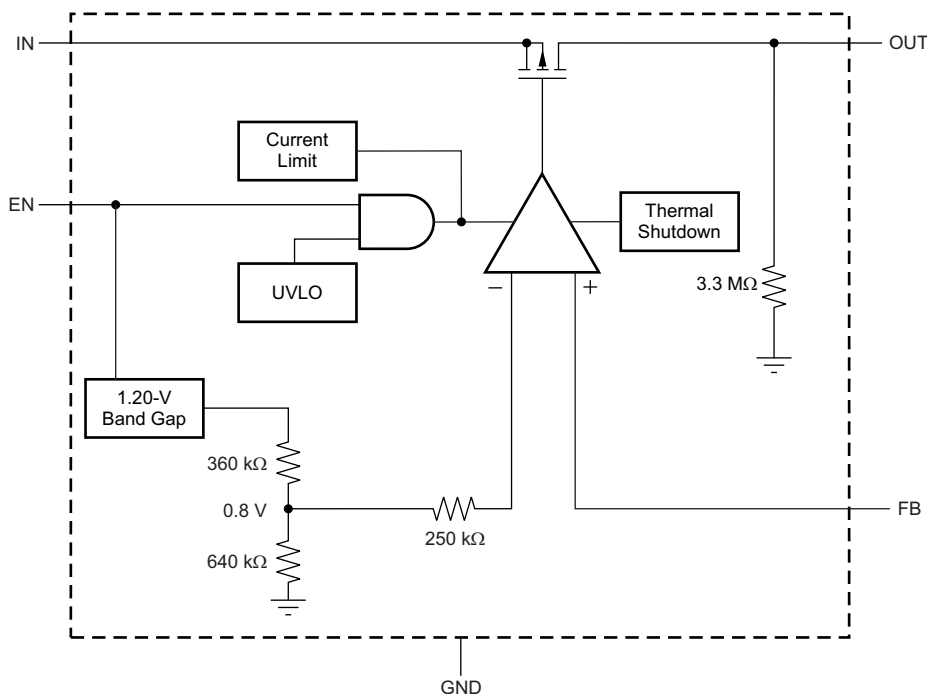 IN
OUT
Current
Limit
EN
Thermal
Shutdown
UVLO
−
+
3.3 MΩ
1.20-V
Band Gap
360 kΩ
0.8 V
250 kΩ
FB
640 kΩ
GND